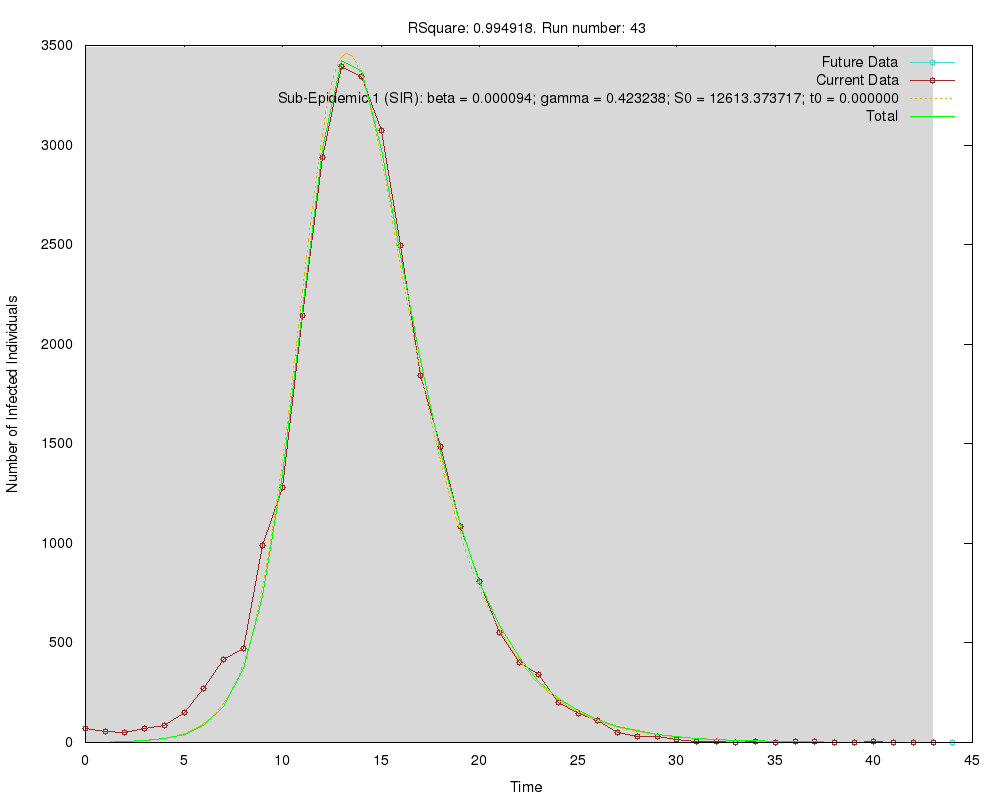 RSquare: 0.994918. Run number: 43
Future Data
Current Data
Sub-Epidemic 1 (SIR): beta = 0.000094; gamma = 0.423238; S0 = 12613.373717; t0 = 0.000000
Total
3500
3000
2500
2000
1500
1000
500
0
Number of Infected Individuals
0 5 10 15 20 25 30 35 40 45
Time